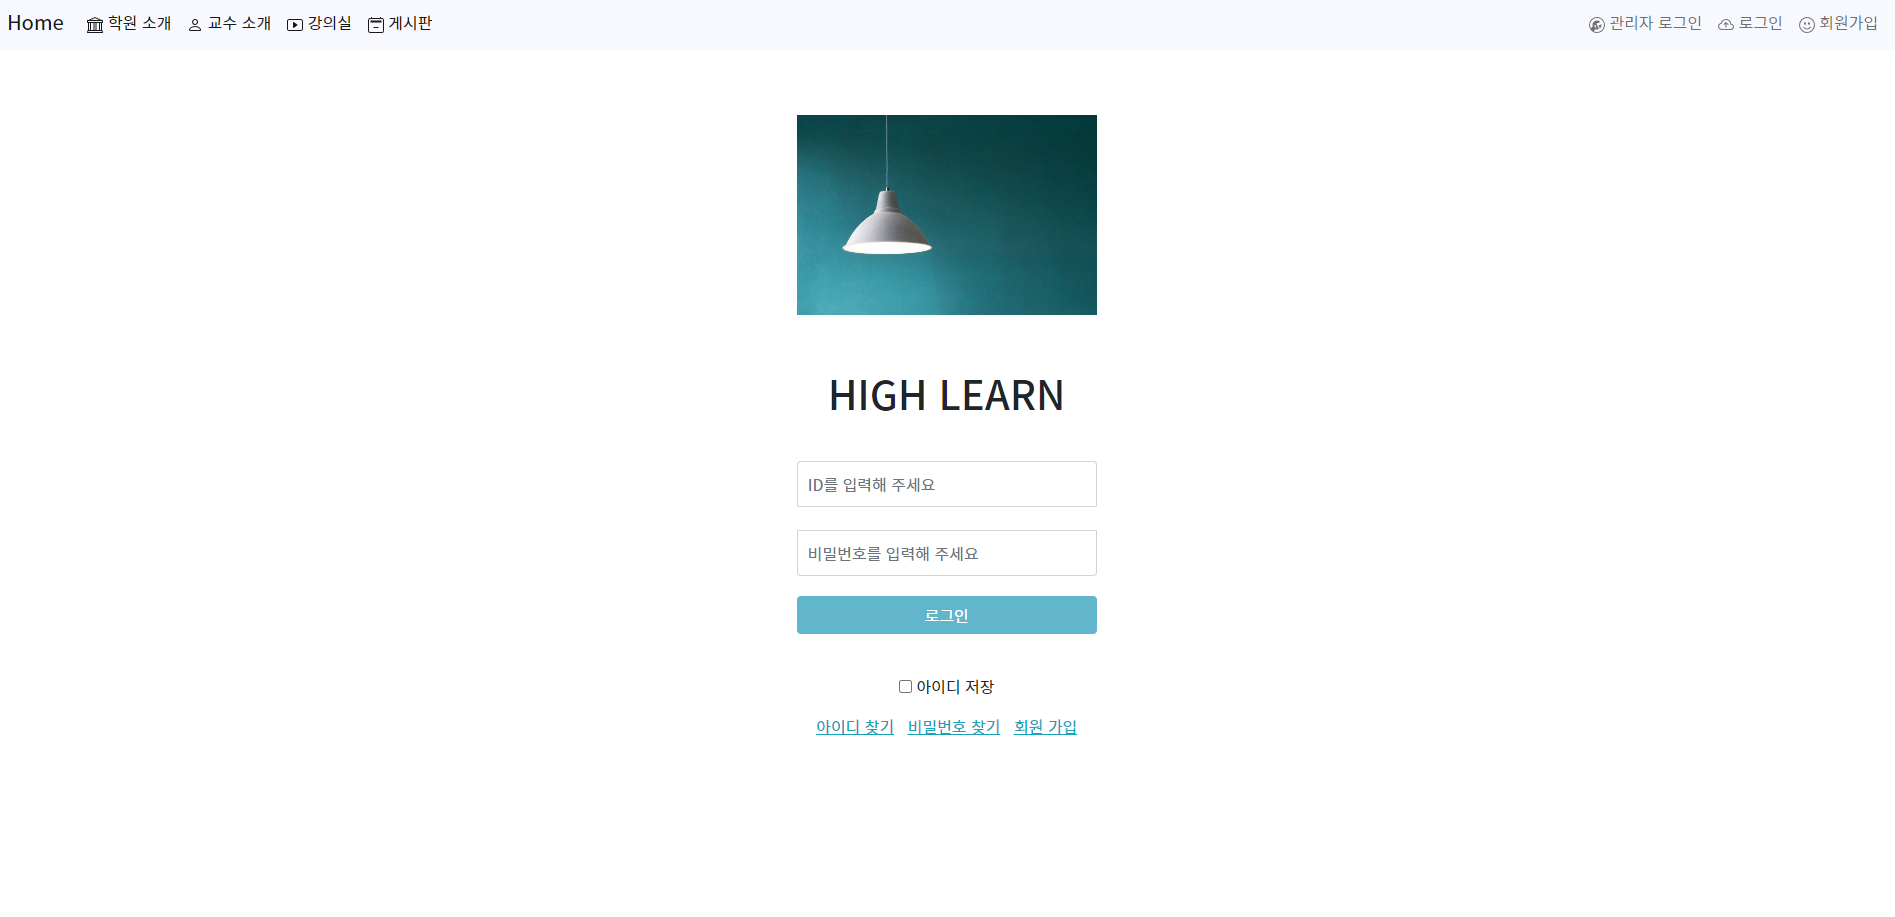 Home 학원 소개 교수 소개 강의실 게시판 관리자 로그인 로그인 회원가입
HIGH LEARN
ID를 입력해 주세요
비밀번호를 입력해 주세요
로그인
아이디 저장
아이디 찾기 비밀번호 찾기 회원 가입